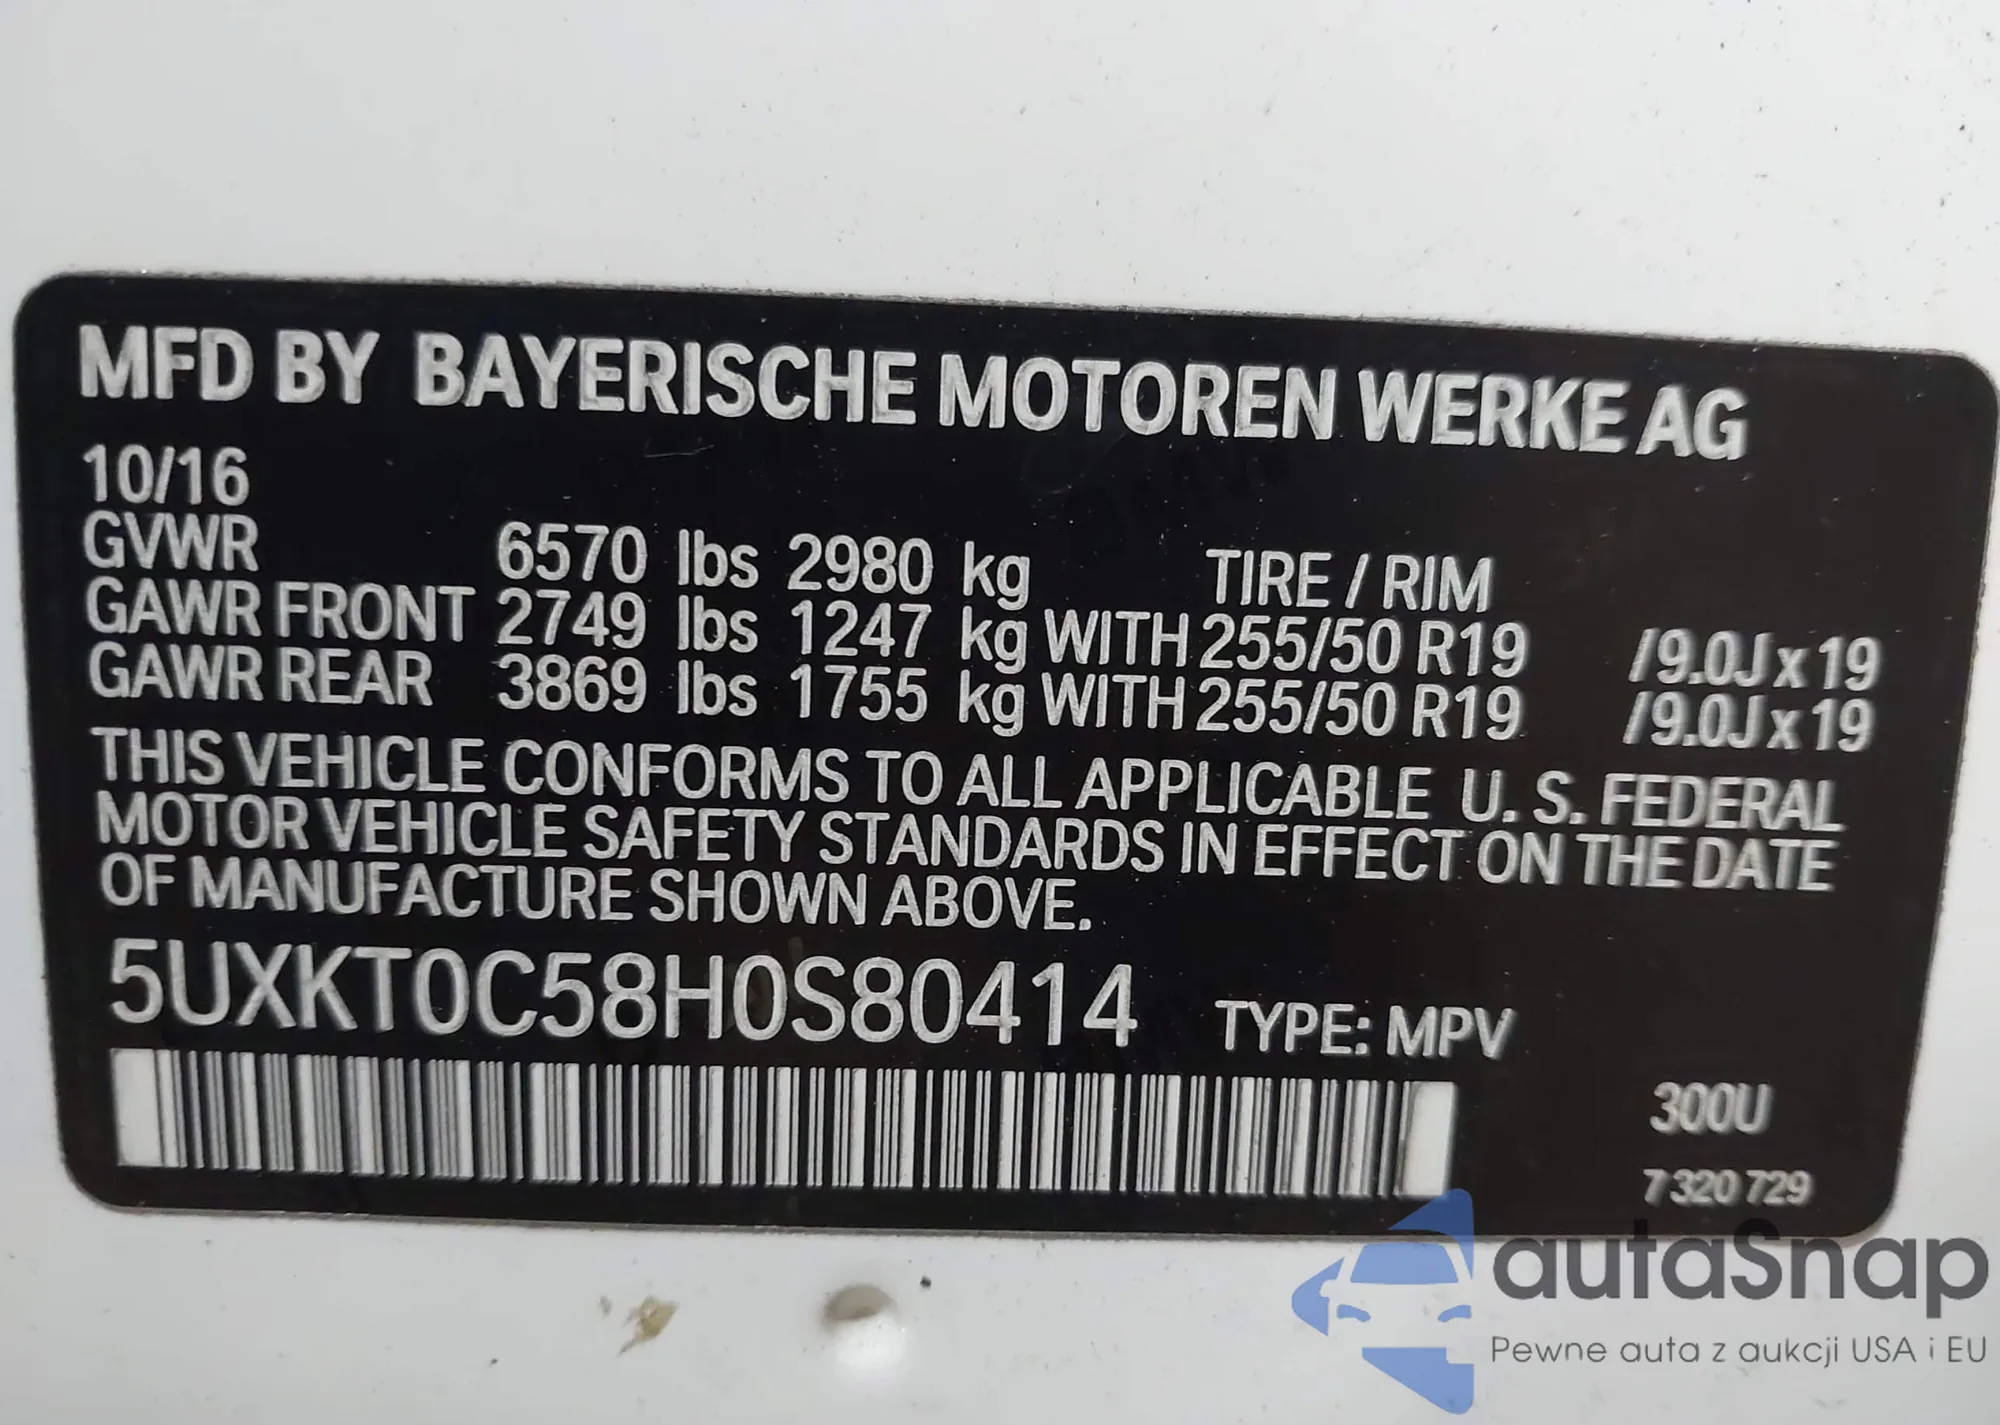 MFD BY BAYERISCHE MOTOREN WERKE AG
10/16
GVWR 6570 lbs 2980 kg TIRE / RIM
GAWR FRONT 2749 lbs 1247 kg WITH 255/50 R19 /9.0J x 19
GAWR REAR 3869 lbs 1755 kg WITH 255/50 R19 /9.0J x 19
THIS VEHICLE CONFORMS TO ALL APPLICABLE U. S. FEDERAL
MOTOR VEHICLE SAFETY STANDARDS IN EFFECT ON THE DATE
OF MANUFACTURE SHOWN ABOVE.
5UXKT0C58H0S80414 TYPE: MPV
300U
7 320 729
autaSnap
Pewne auta z aukcji USA i EU